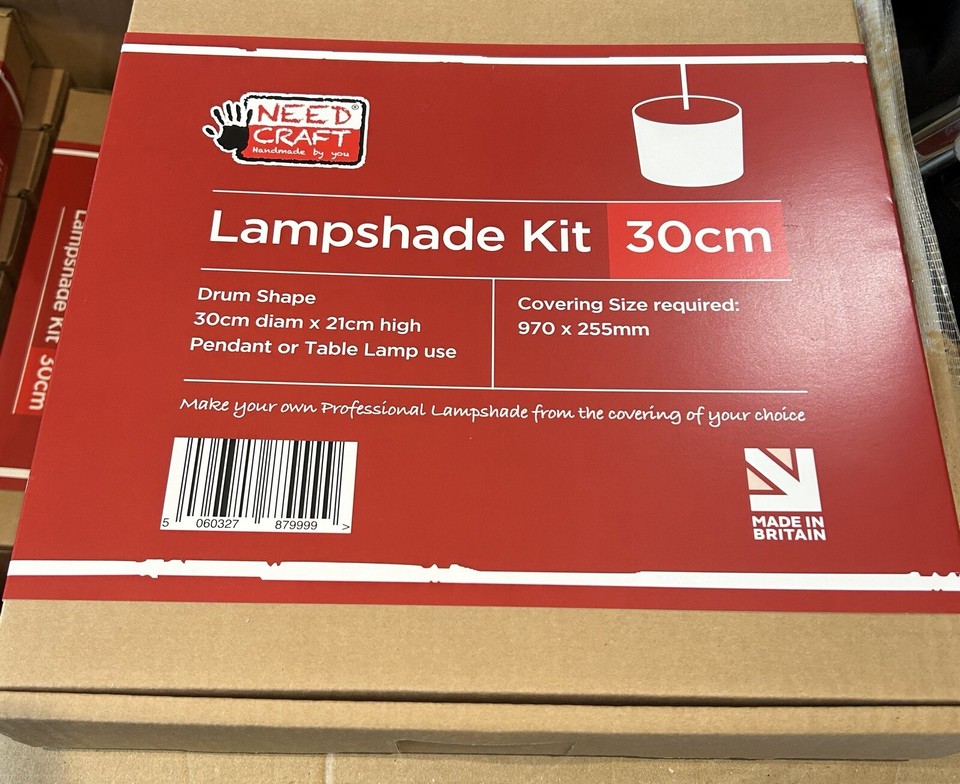 NEED®
CRAFT
Handmade by you
Lampshade Kit 30cm
Drum Shape
30cm diam x 21cm high
Pendant or Table Lamp use
Covering Size required:
970 x 255mm
Make your own Professional Lampshade from the covering of your choice
5 060327 879999 >
MADE IN
BRITAIN
Lampshade Kit 30cm